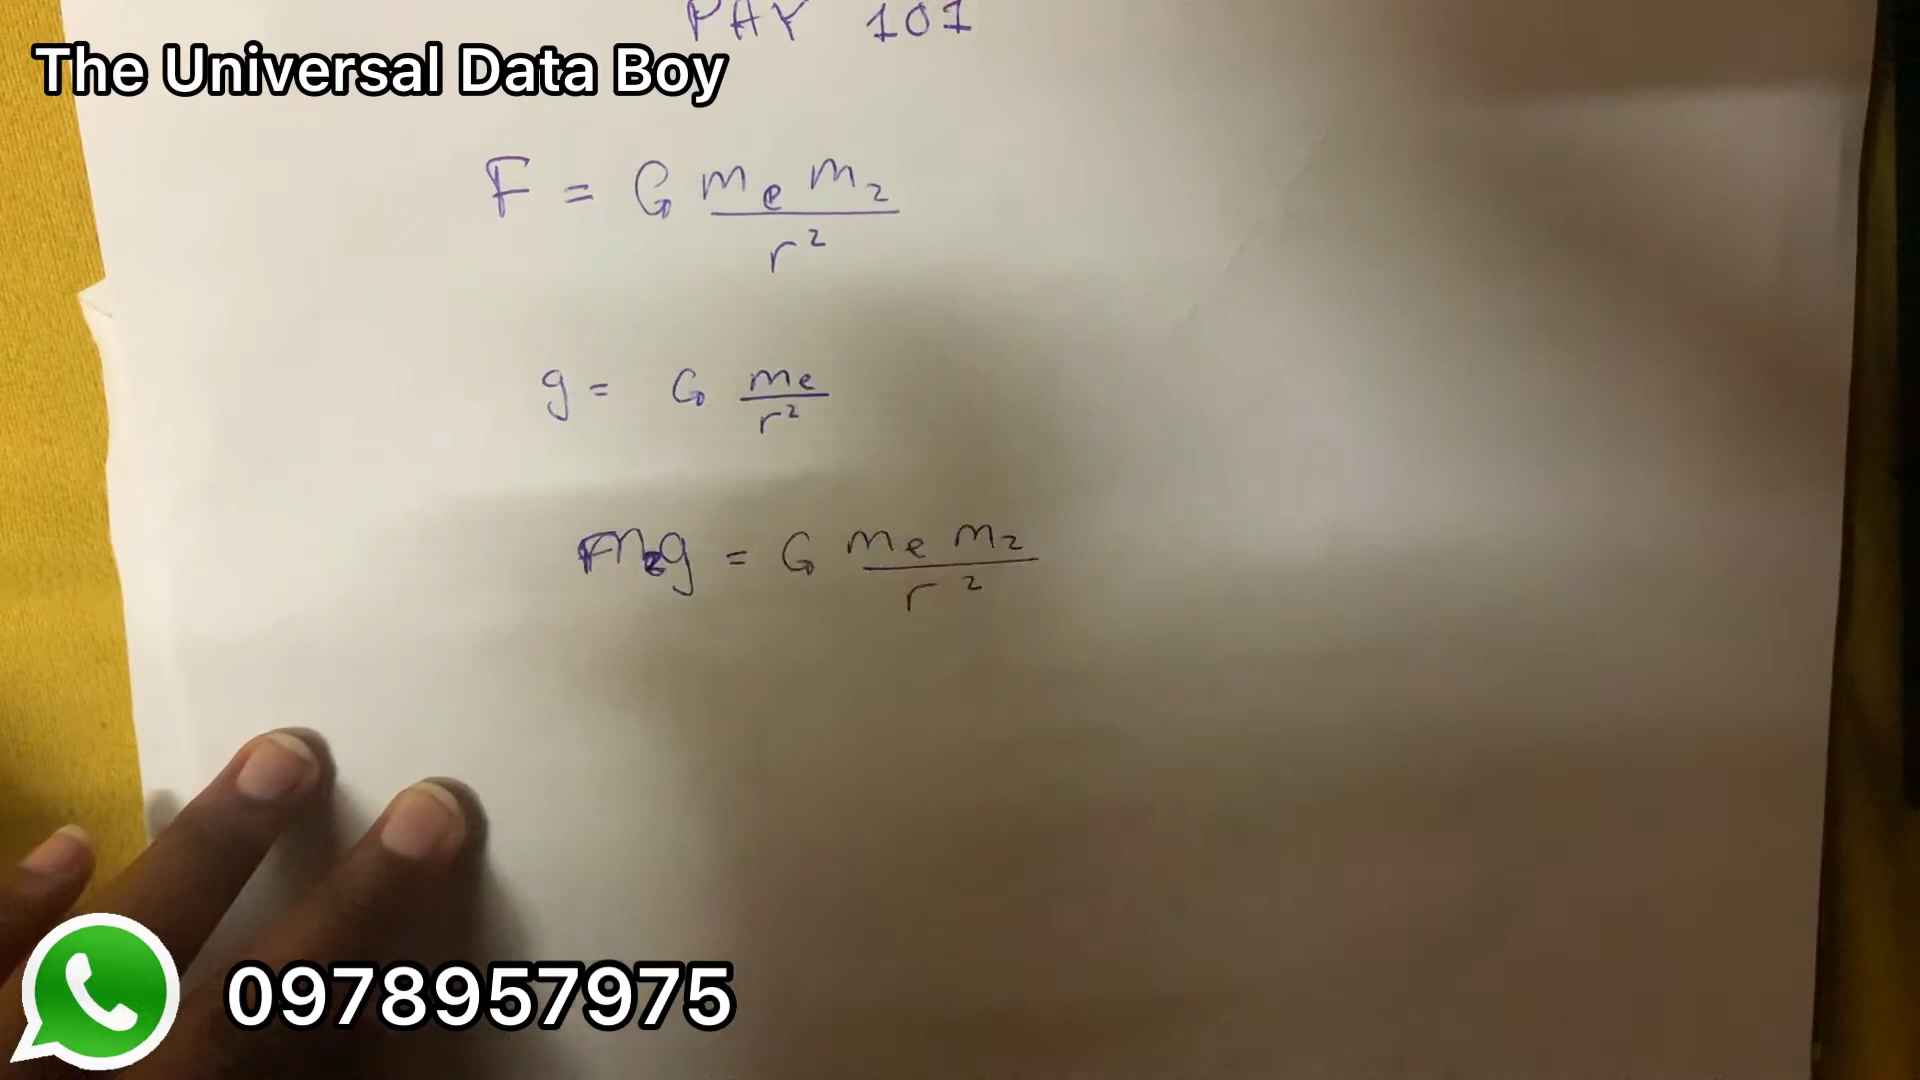 PHY 101
The Universal Data Boy
F = G mₑ m₂ / r²
g = G mₑ / r²
m₂g = G mₑ m₂ / r²
0978957975